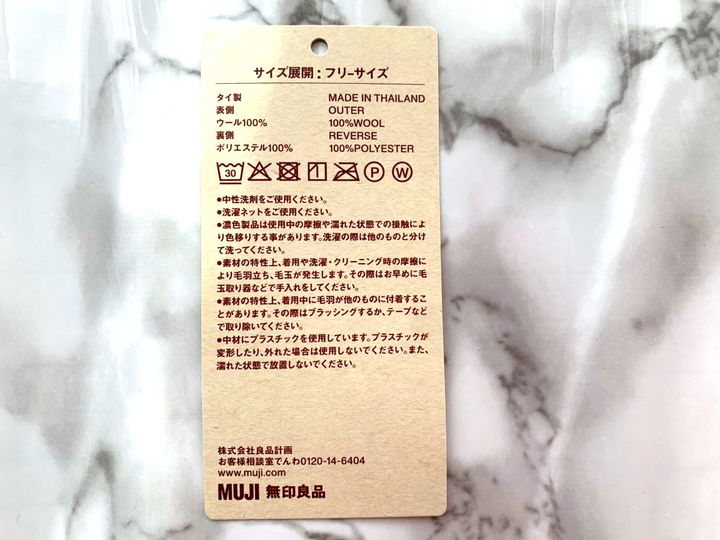 サイズ展開：フリーサイズ
タイ製 MADE IN THAILAND
表側 OUTER
ウール100% 100%WOOL
裏側 REVERSE
ポリエステル100% 100%POLYESTER
30 1 P W
●中性洗剤をご使用ください。
●洗濯ネットをご使用ください。
●濃色製品は使用中の摩擦や濡れた状態での接触によ
り色移りする事があります。洗濯の際は他のものと分け
て洗ってください。
●素材の特性上、着用や洗濯・クリーニング時の摩擦に
より毛羽立ち、毛玉が発生します。その際はお早めに毛
玉取り器などで手入れをしてください。
●素材の特性上、着用中に毛羽が他のものに付着するこ
とがあります。その際はブラッシングするか、テープなど
で取り除いてください。
●中材にプラスチックを使用しています。プラスチックが
変形したり、外れた場合は使用しないでください。また、
濡れた状態で放置しないでください。
株式会社良品計画
お客様相談室でんわ0120-14-6404
www.muji.com
MUJI 無印良品